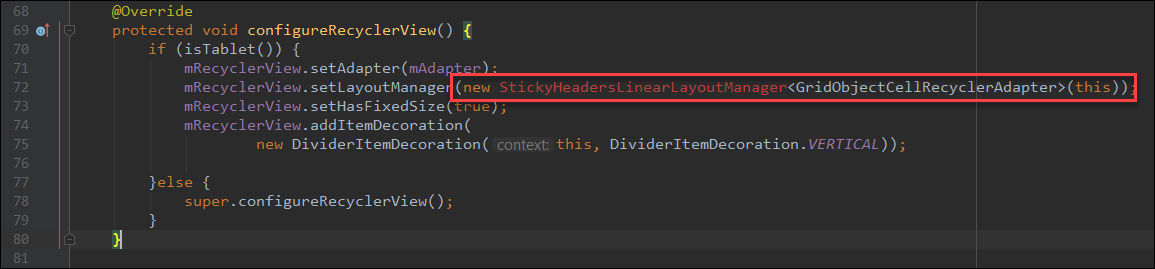 68 @Override
69 protected void configureRecyclerView() {
70 if (isTablet()) {
71 mRecyclerView.setAdapter(mAdapter);
72 mRecyclerView.setLayoutManager(new StickyHeadersLinearLayoutManager<GridObjectCellRecyclerAdapter>(this));
73 mRecyclerView.setHasFixedSize(true);
74 mRecyclerView.addItemDecoration(
75 new DividerItemDecoration( context: this, DividerItemDecoration.VERTICAL));
76
77 }else {
78 super.configureRecyclerView();
79 }
80 }
81